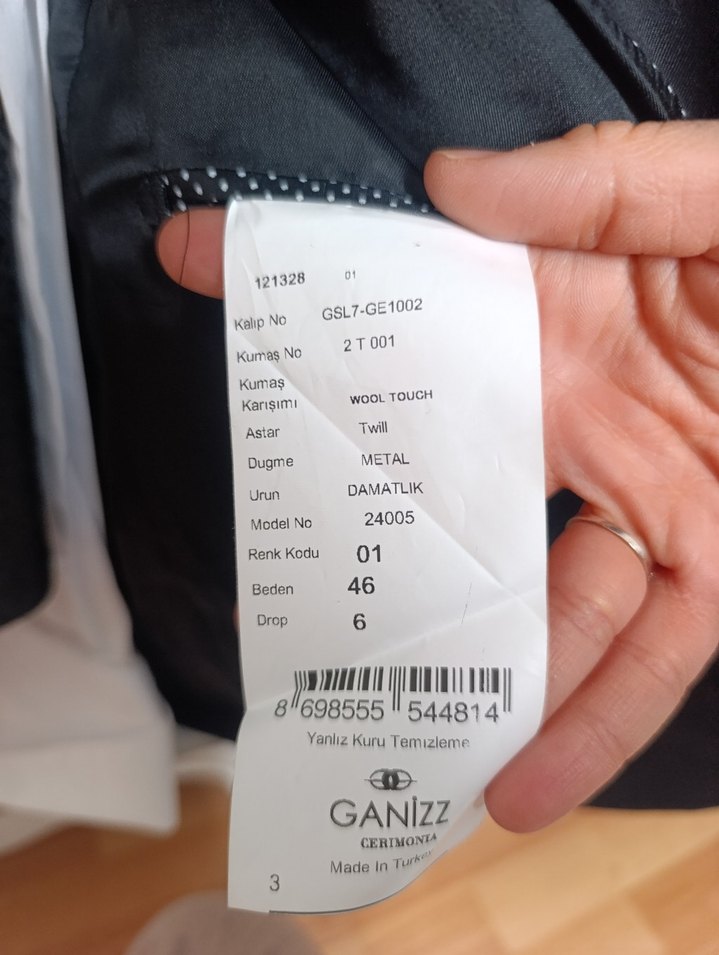 121328 01
Kalıp No GSL7-GE1002
Kumaş No 2 T 001
Kumaş
Karışımı WOOL TOUCH
Astar Twill
Dugme METAL
Urun DAMATLIK
Model No 24005
Renk Kodu 01
Beden 46
Drop 6
8 698555 544814
Yanlız Kuru Temızleme
GANİZZ
CERIMONIA
Made In Turkey
3